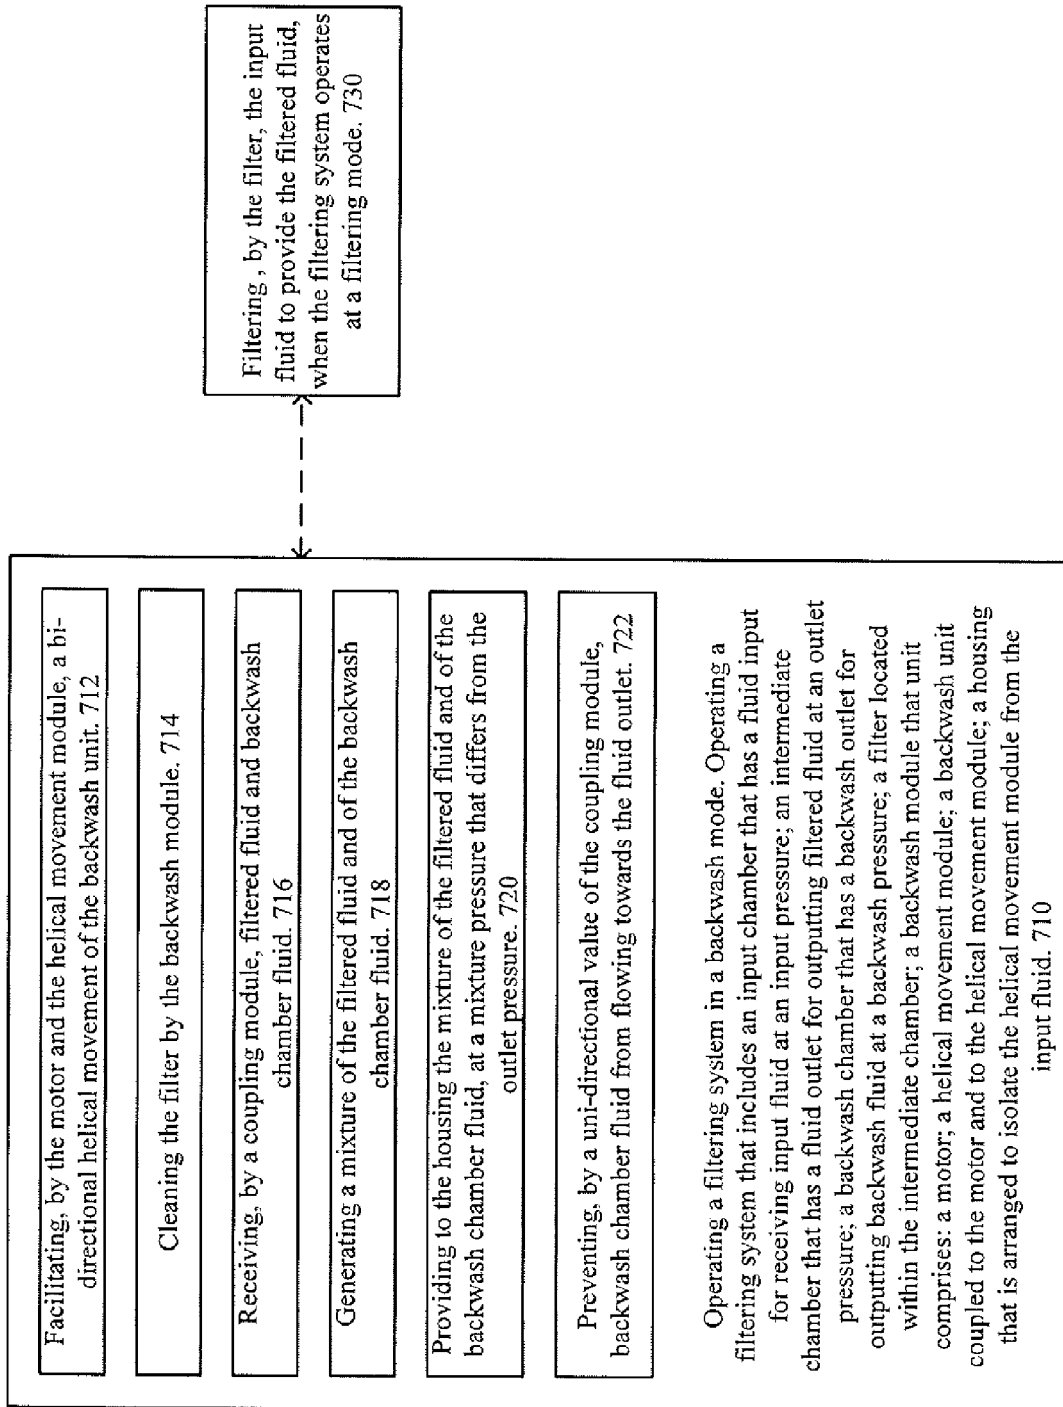 Facilitating, by the motor and the helical movement module, a bi-
directional helical movement of the backwash unit. 712
Cleaning the filter by the backwash module. 714
Receiving, by a coupling module, filtered fluid and backwash
chamber fluid. 716
Generating a mixture of the filtered fluid and of the backwash
chamber fluid. 718
Providing to the housing the mixture of the filtered fluid and of the
backwash chamber fluid, at a mixture pressure that differs from the
outlet pressure. 720
Preventing, by a uni-directional value of the coupling module,
backwash chamber fluid from flowing towards the fluid outlet. 722
Operating a filtering system in a backwash mode. Operating a
filtering system that includes an input chamber that has a fluid input
for receiving input fluid at an input pressure; an intermediate
chamber that has a fluid outlet for outputing filtered fluid at an outlet
pressure; a backwash chamber that has a backwash outlet for
outputing backwash fluid at a backwash pressure; a filter located
within the intermediate chamber; a backwash module that unit
comprises: a motor; a helical movement module; a backwash unit
coupled to the motor and to the helical movement module; a housing
that is arranged to isolate the helical movement module from the
input fluid. 710
Filtering , by the filter, the input
fluid to provide the filtered fluid,
when the filtering system operates
at a filtering mode. 730